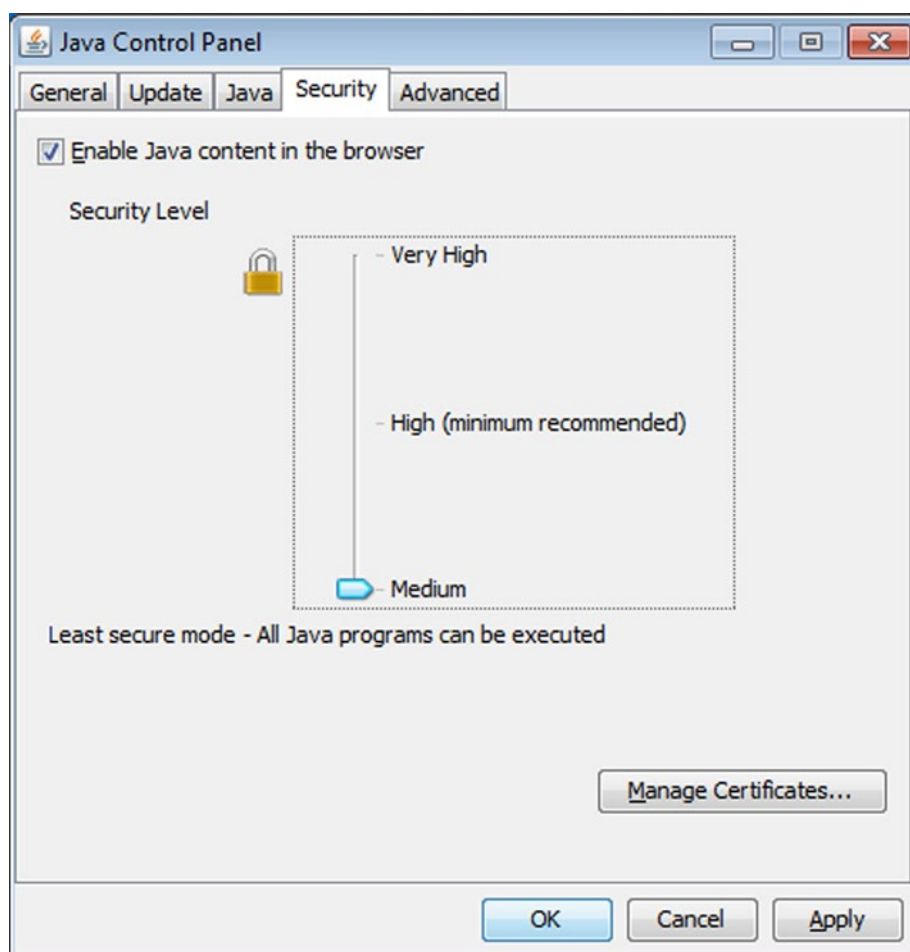 Java Control Panel
General Update Java Security Advanced
Enable Java content in the browser
Security Level
Very High
High (minimum recommended)
Medium
Least secure mode - All Java programs can be executed
Manage Certificates...
OK Cancel Apply